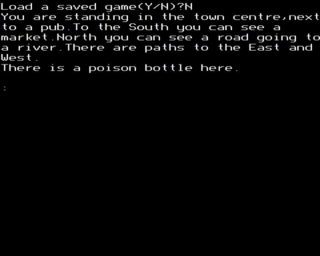 Load a saved game(Y/N)?N
You are standing in the town centre,next
to a pub.To the South you can see a
market.North you can see a road going to
a river.There are paths to the East and
West.
There is a poison bottle here.
: